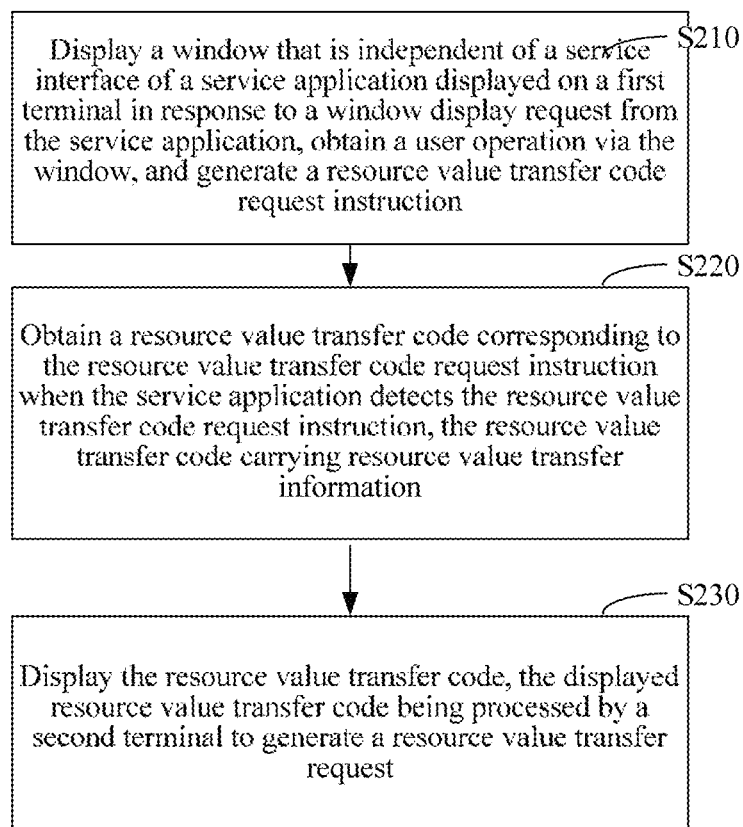 S210
Display a window that is independent of a service
interface of a service application displayed on a first
terminal in response to a window display request from
the service application, obtain a user operation via the
window, and generate a resource value transfer code
request instruction
S220
Obtain a resource value transfer code corresponding to
the resource value transfer code request instruction
when the service application detects the resource value
transfer code request instruction, the resource value
transfer code carrying resource value transfer
information
S230
Display the resource value transfer code, the displayed
resource value transfer code being processed by a
second terminal to generate a resource value transfer
request